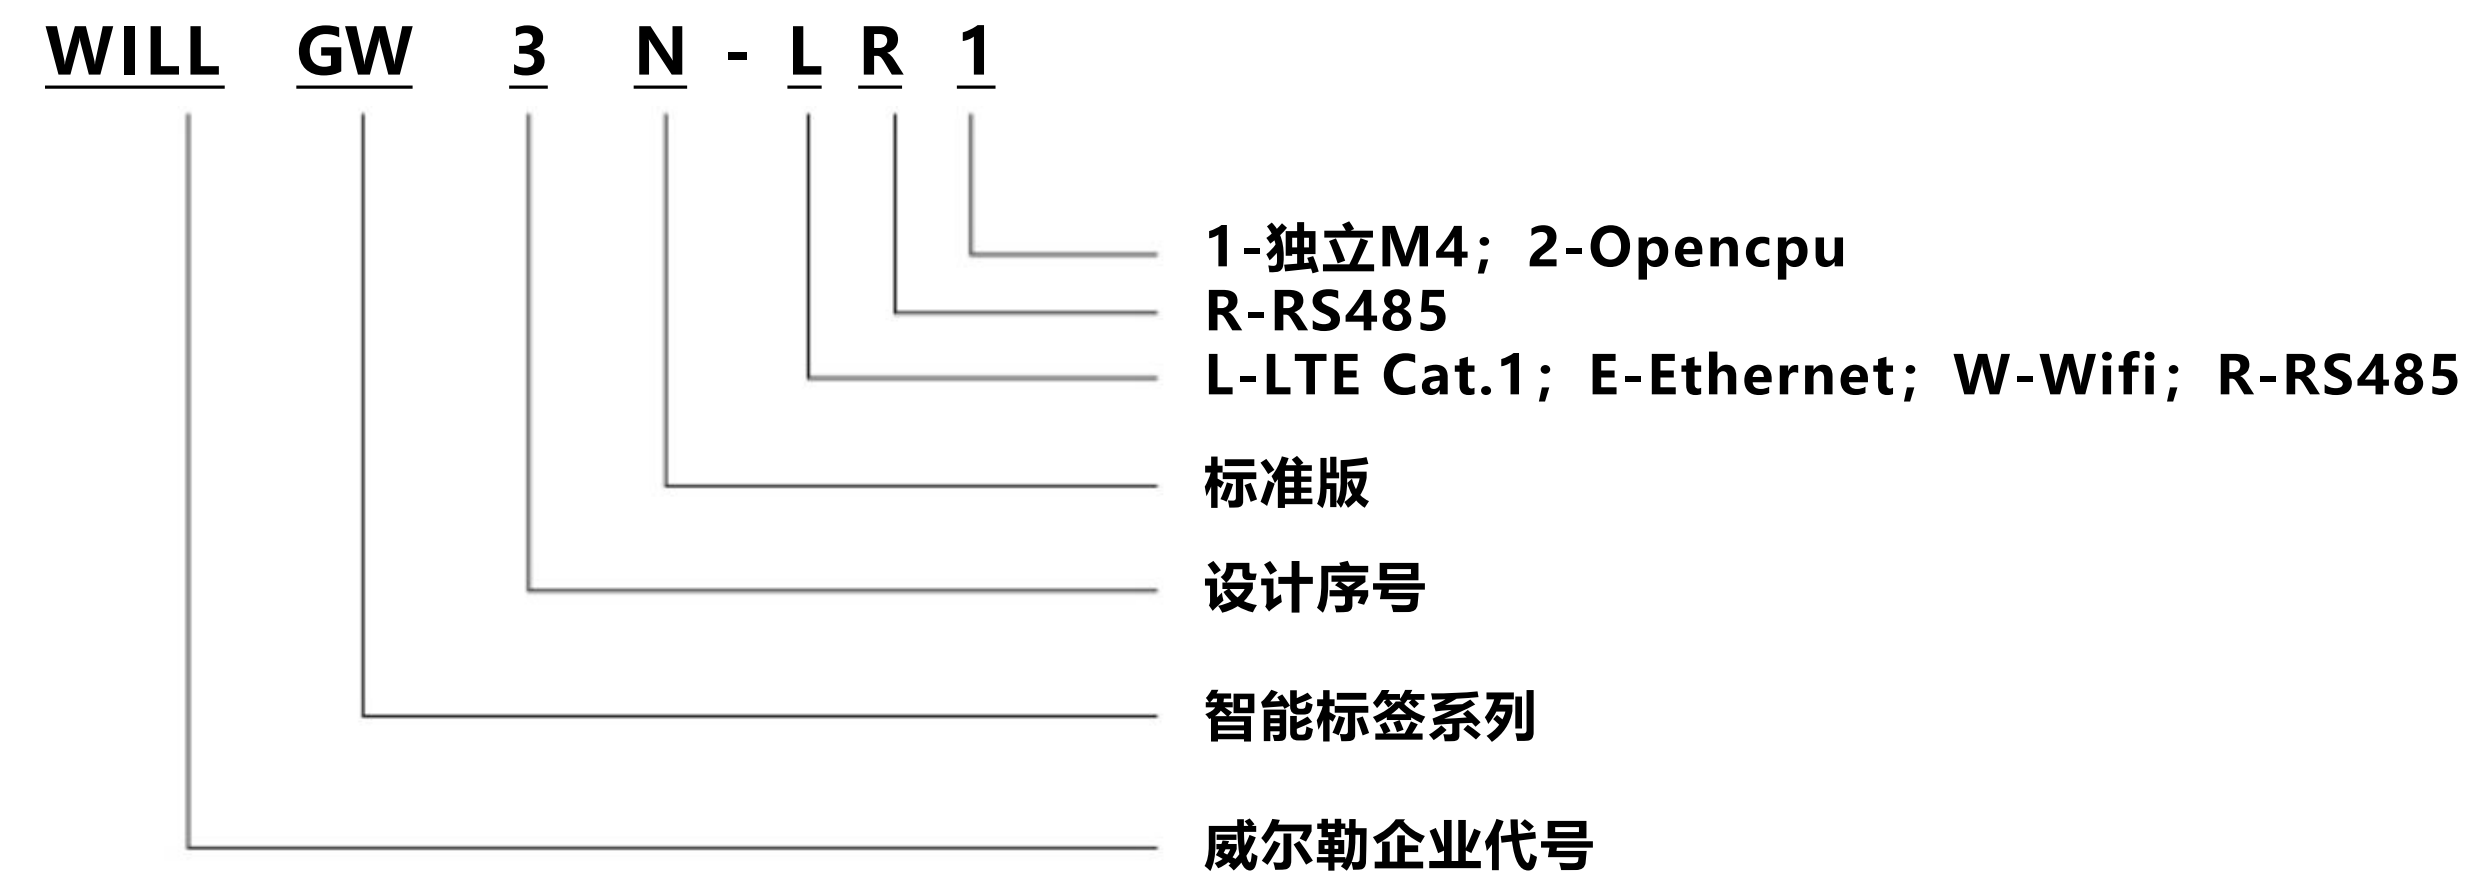 WILL GW 3 N - L R 1
1-独立M4；2-Opencpu
R-RS485
L-LTE Cat.1；E-Ethernet；W-Wifi；R-RS485
标准版
设计序号
智能标签系列
威尔勒企业代号